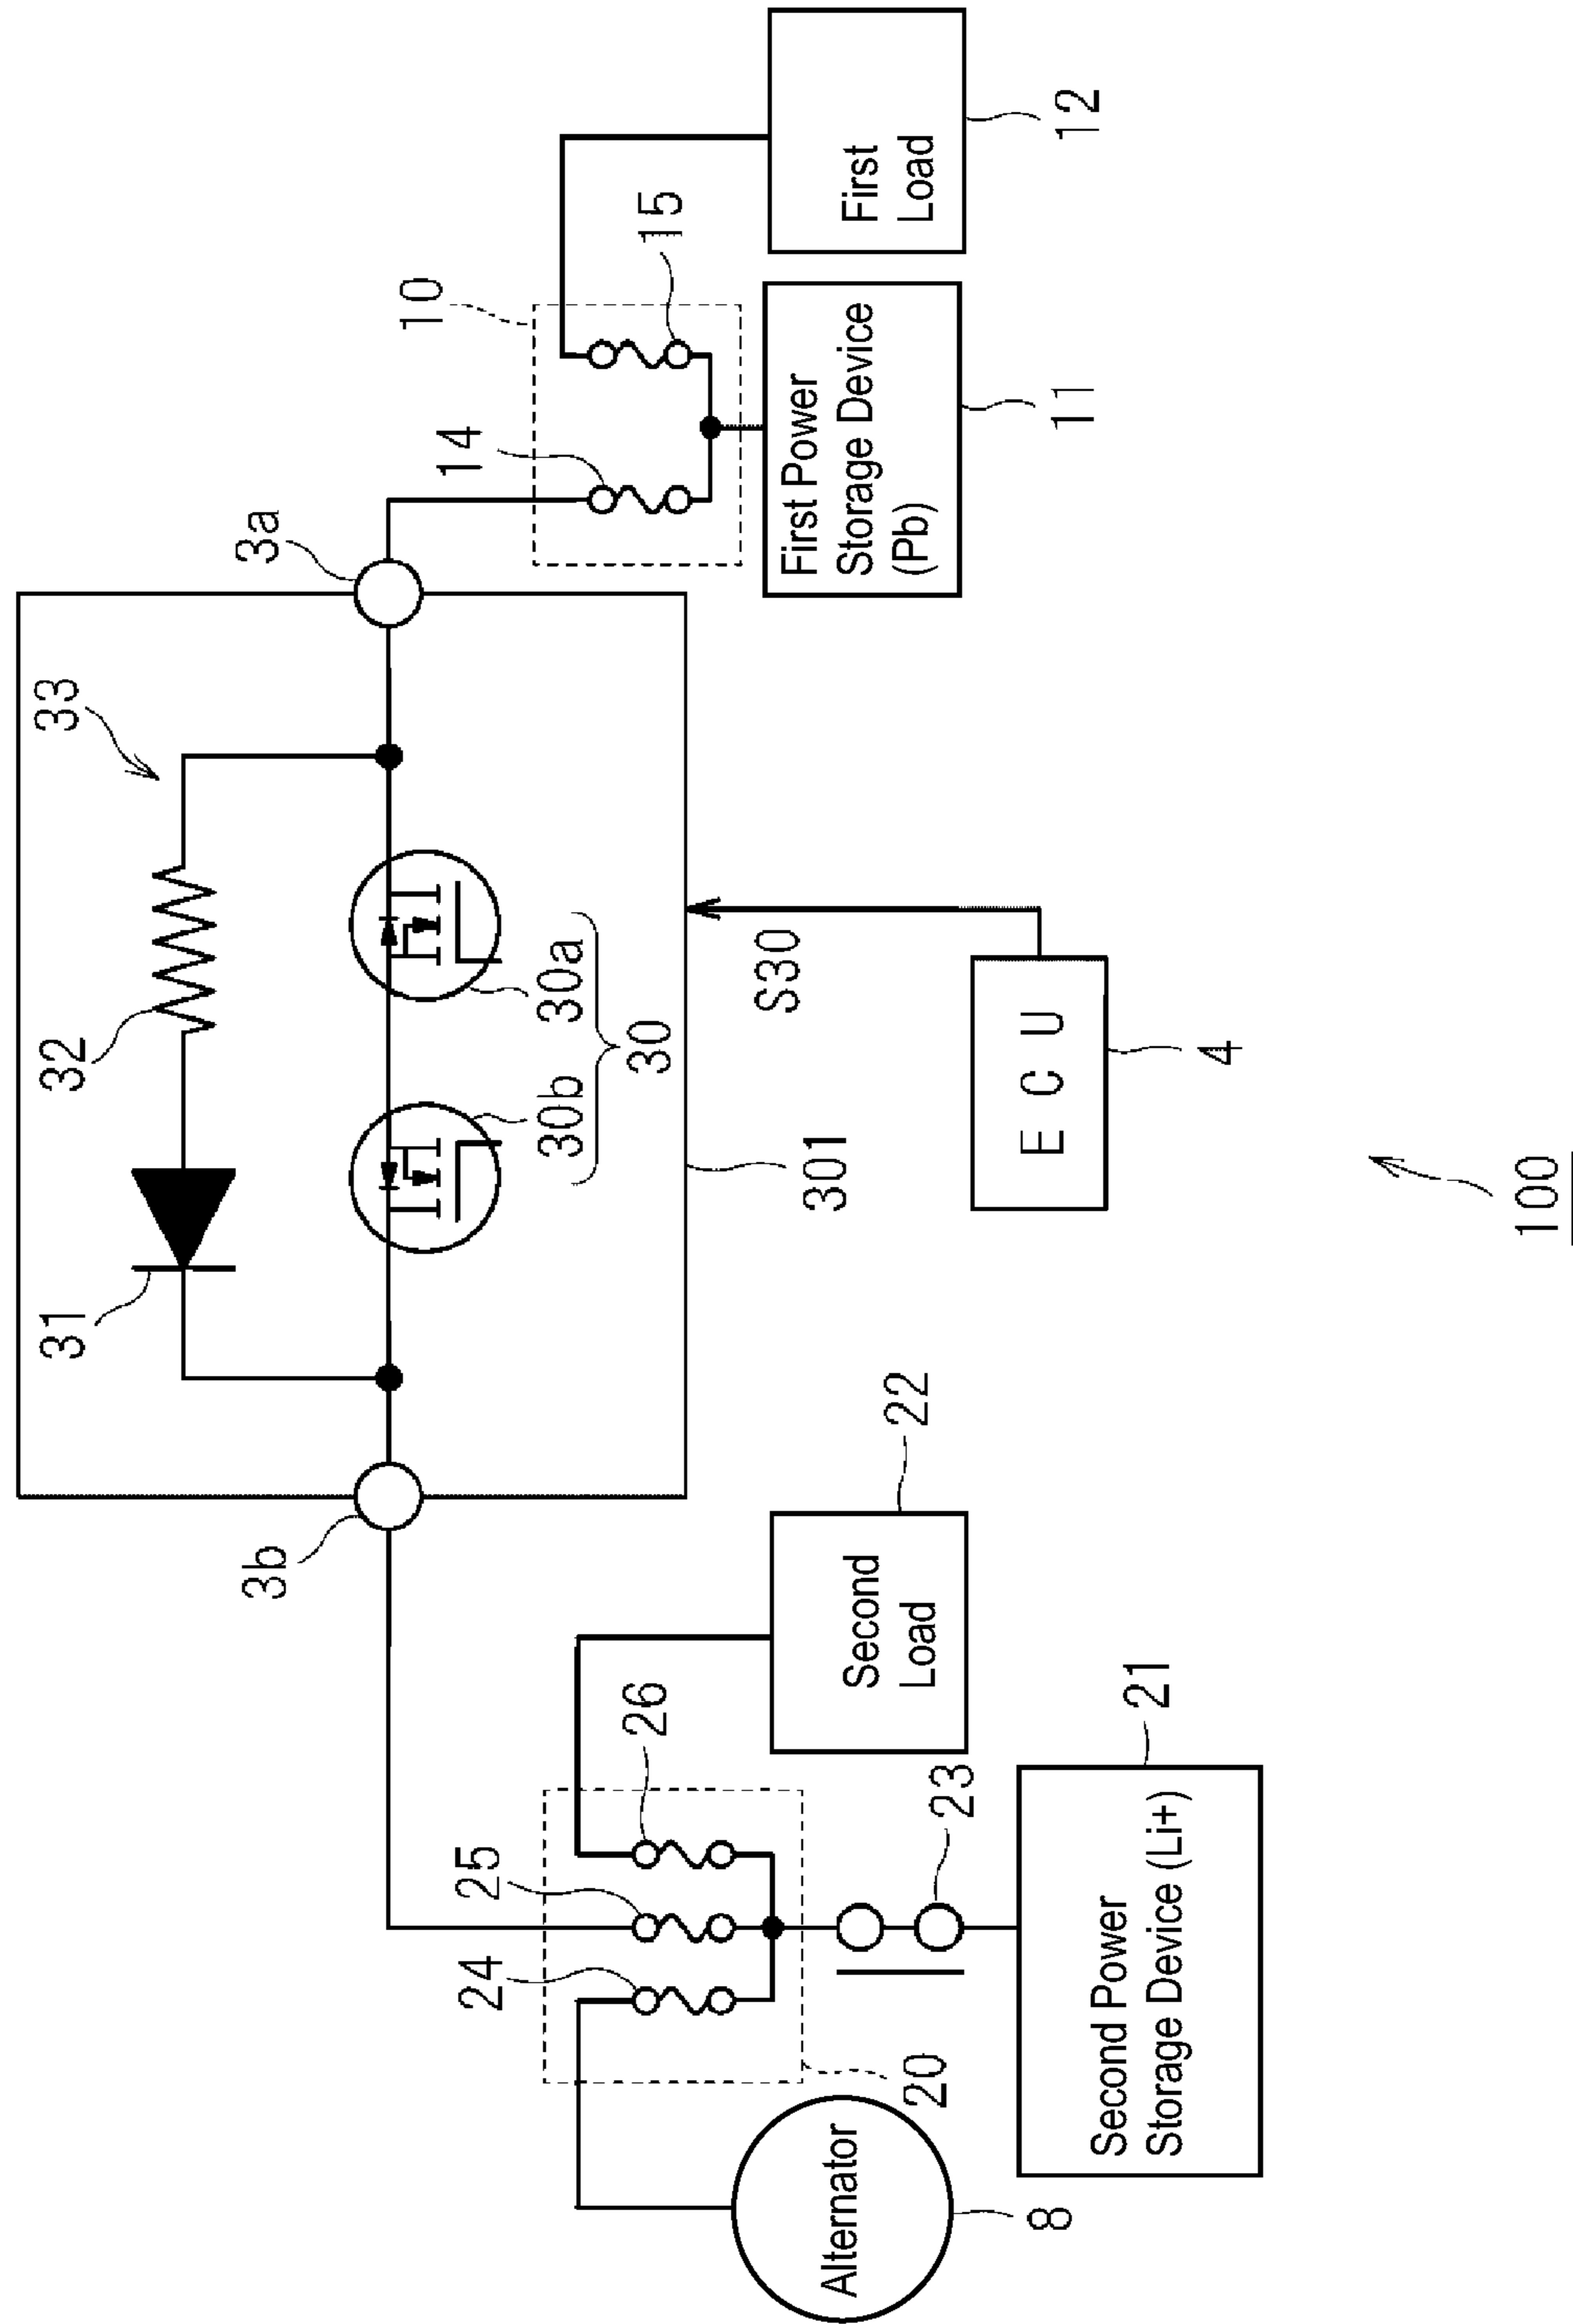 33
32
31
3a
3b
30a
30b
30
301
S30
E C U
4
10
14
15
First Power
Storage Device
(Pb)
11
First
Load
12
25
24
26
20
Second
Load
22
23
Alternator
8
Second Power
Storage Device (Li+)
21
100